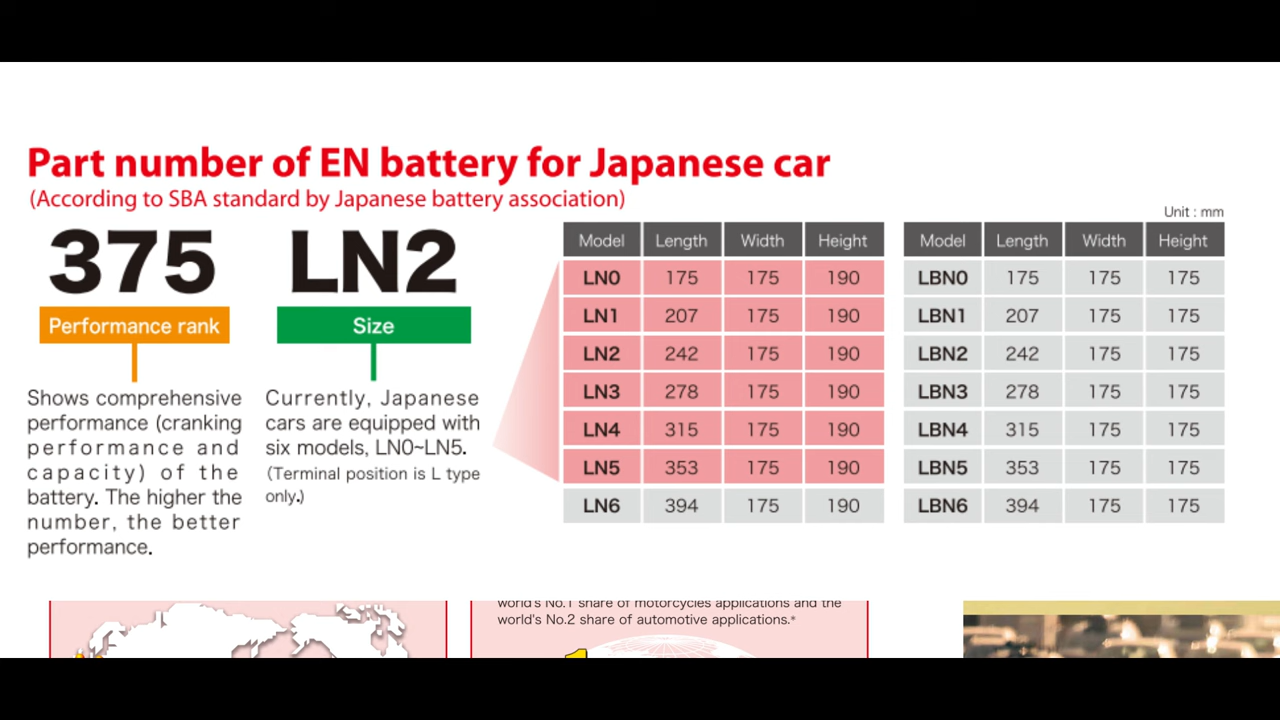 Part number of EN battery for Japanese car
(According to SBA standard by Japanese battery association)
375 LN2
Performance rank
Shows comprehensive
performance (cranking
performance and
capacity) of the
battery. The higher the
number, the better
performance.
Size
Currently, Japanese
cars are equipped with
six models, LN0~LN5.
(Terminal position is L type
only.)
Unit : mm
Model Length Width Height
LN0 175 175 190
LN1 207 175 190
LN2 242 175 190
LN3 278 175 190
LN4 315 175 190
LN5 353 175 190
LN6 394 175 190
Model Length Width Height
LBN0 175 175 175
LBN1 207 175 175
LBN2 242 175 175
LBN3 278 175 175
LBN4 315 175 175
LBN5 353 175 175
LBN6 394 175 175
world's No.1 share of motorcycles applications and the
world's No.2 share of automotive applications.*
1